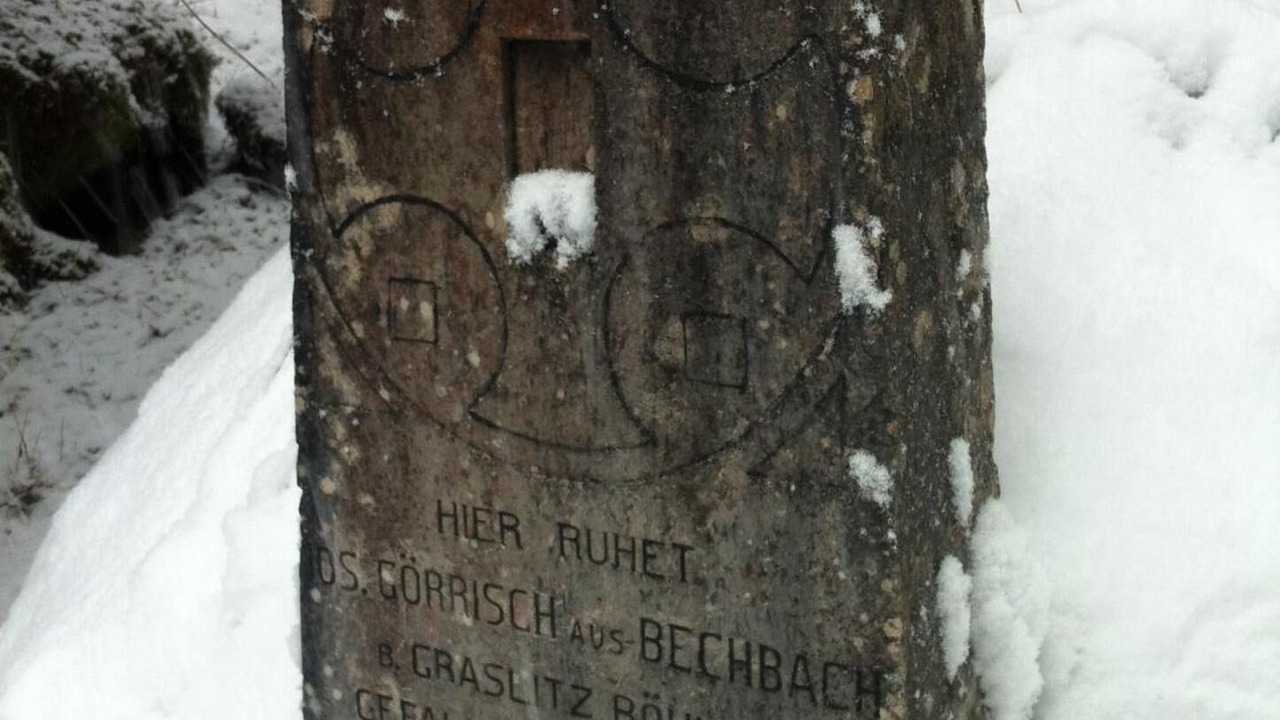 HIER RUHET
OS. GÖRRISCH AUS BECHBACH
B. GRASLITZ